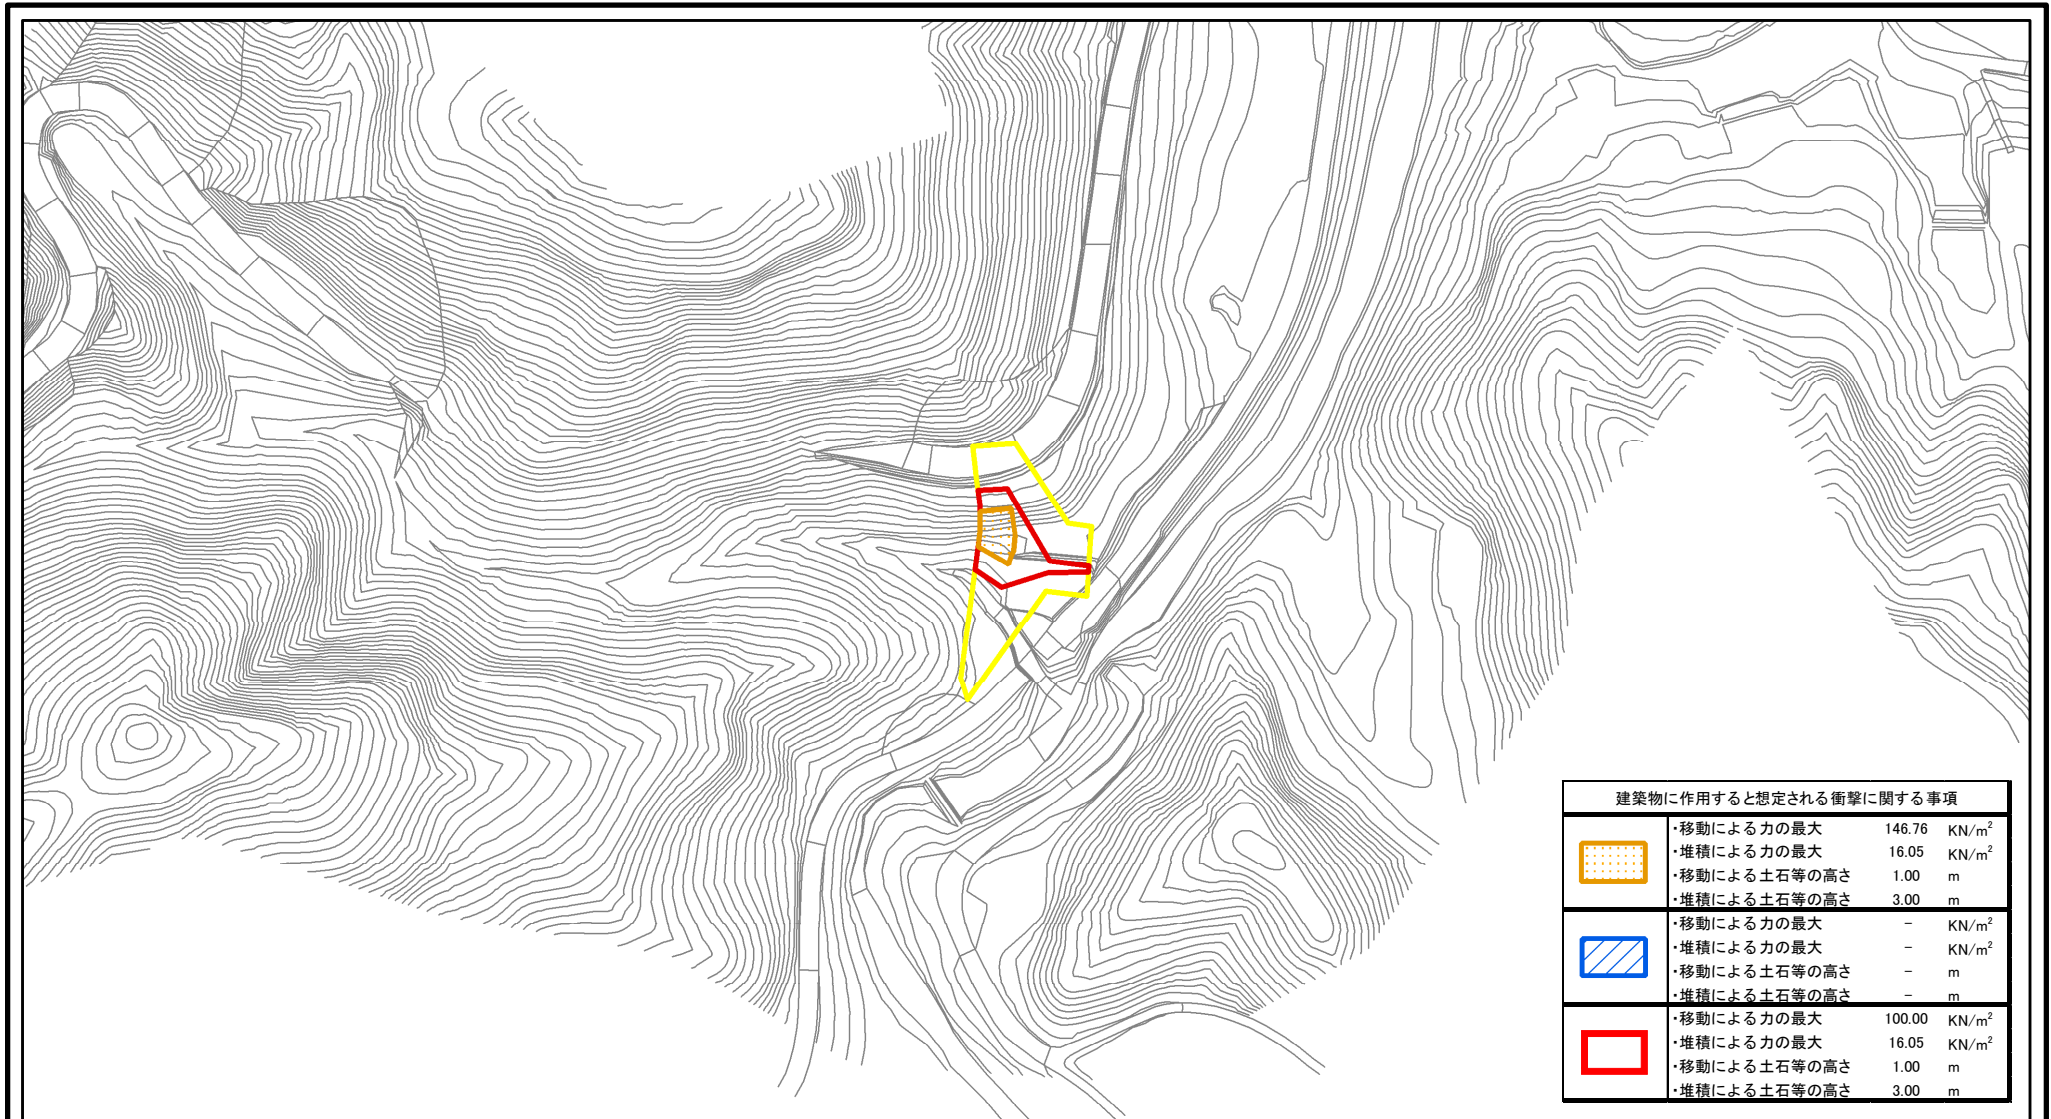 建築物に作用すると想定される衝撃に関する事項
・移動による力の最大 146.76 KN/m²
・堆積による力の最大 16.05 KN/m²
・移動による土石等の高さ 1.00 m
・堆積による土石等の高さ 3.00 m
・移動による力の最大 － KN/m²
・堆積による力の最大 － KN/m²
・移動による土石等の高さ － m
・堆積による土石等の高さ － m
・移動による力の最大 100.00 KN/m²
・堆積による力の最大 16.05 KN/m²
・移動による土石等の高さ 1.00 m
・堆積による土石等の高さ 3.00 m